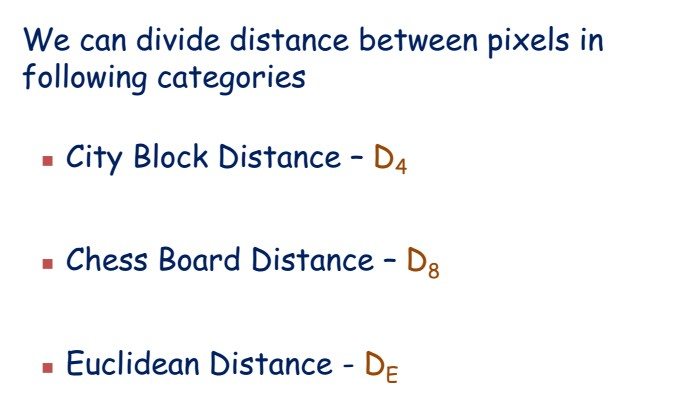 We can divide distance between pixels in
following categories
▪ City Block Distance – D₄
▪ Chess Board Distance – D₈
▪ Euclidean Distance - D_E